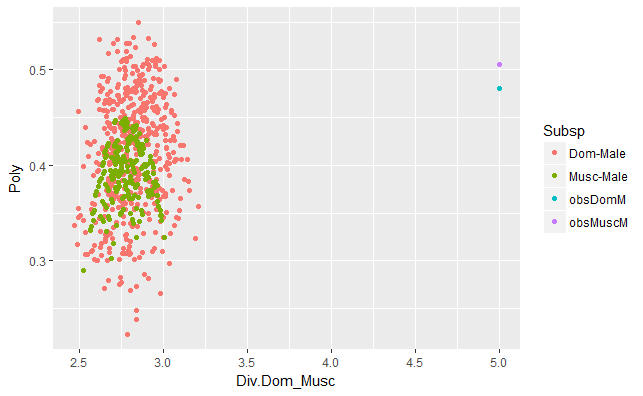 0.5
0.4
0.3
Poly
2.5 3.0 3.5 4.0 4.5 5.0
Div.Dom_Musc
Subsp
Dom-Male
Musc-Male
obsDomM
obsMuscM